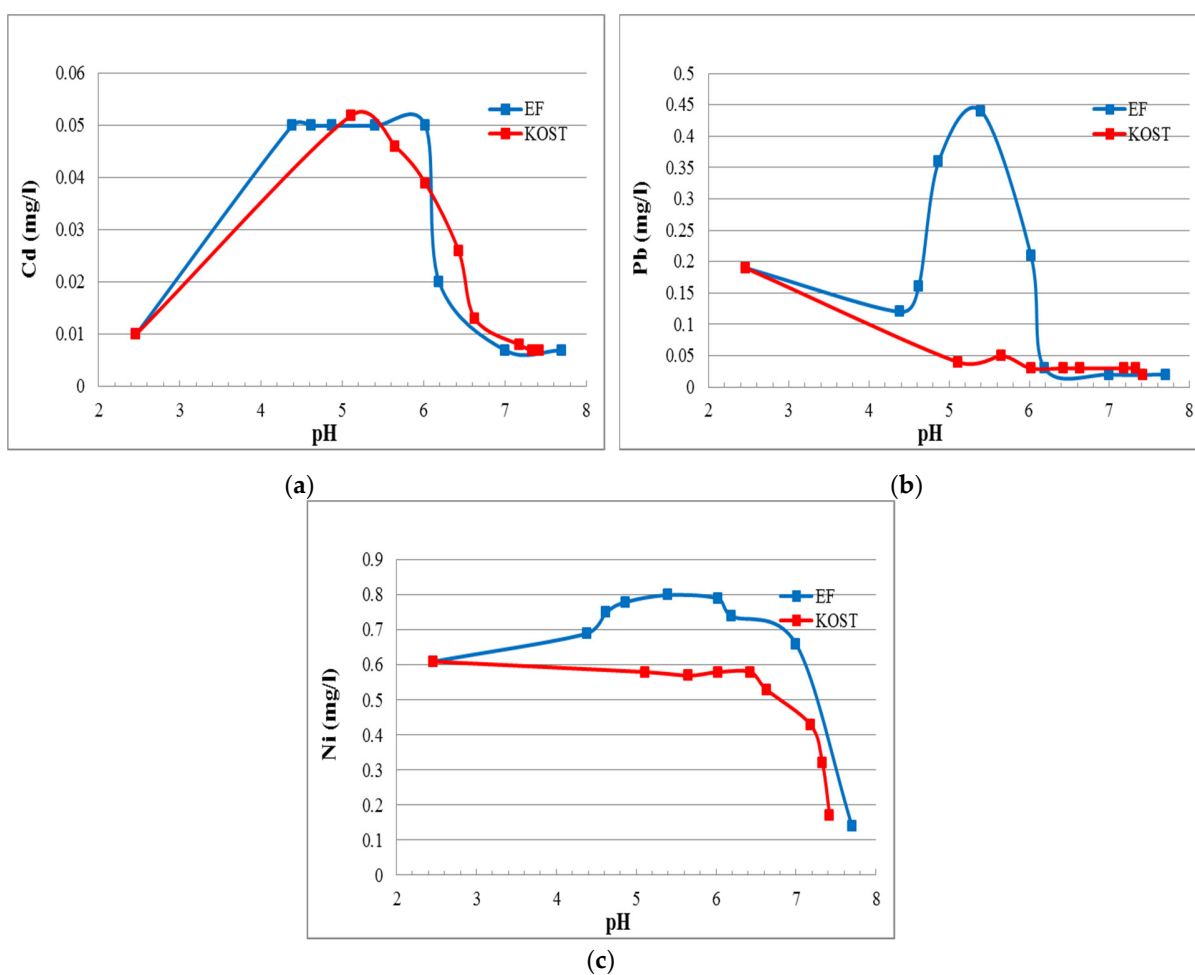 0.06
0.05
0.04
0.03
0.02
0.01
0
Cd (mg/l)
EF
KOST
2 3 4 5 6 7 8
pH
(a)
0.5
0.45
0.4
0.35
0.3
0.25
0.2
0.15
0.1
0.05
0
Pb (mg/l)
EF
KOST
2 3 4 5 6 7 8
pH
(b)
0.9
0.8
0.7
0.6
0.5
0.4
0.3
0.2
0.1
0
Ni (mg/l)
EF
KOST
2 3 4 5 6 7 8
pH
(c)